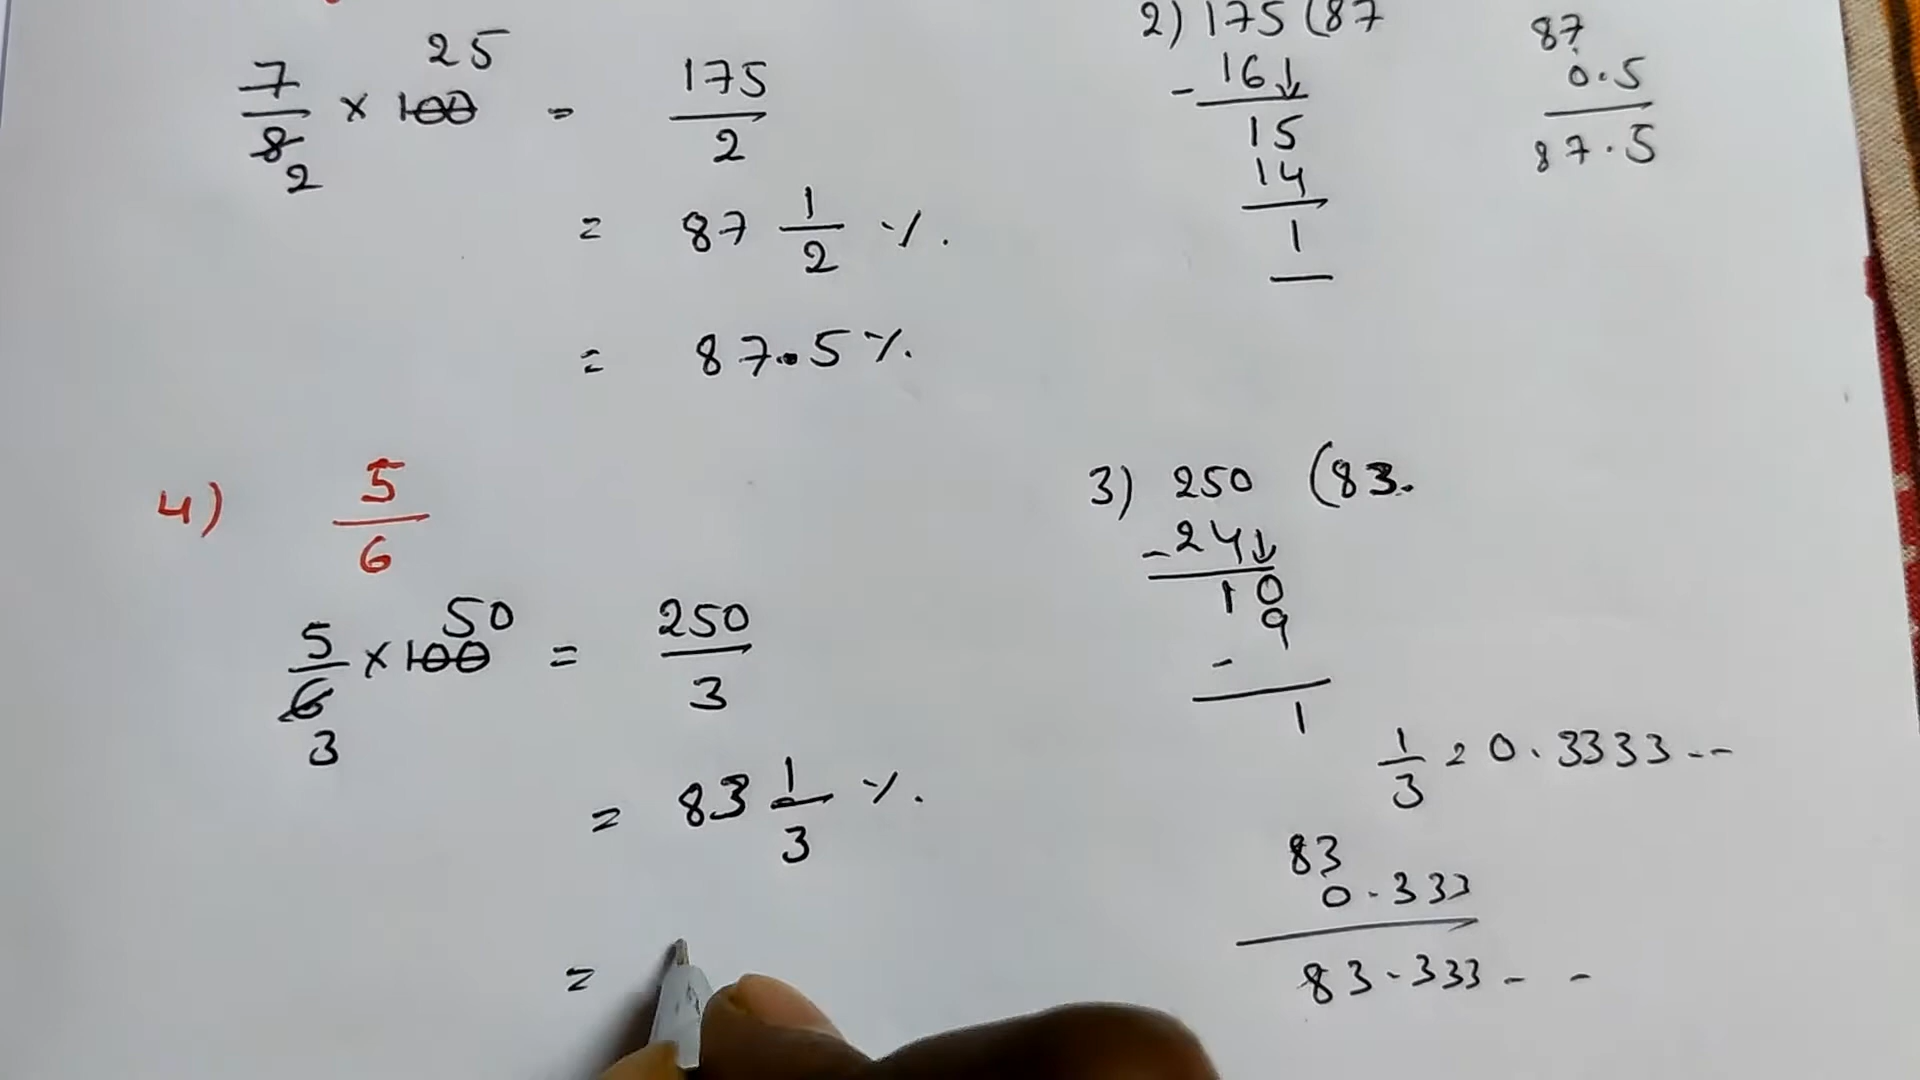 7/8 2 × 100 25 = 175/2
= 87 1/2 %.
= 87.5 %.
2) 175 (87
- 16↓
15
14
1
87
0.5
87.5
4) 5/6
5/6 3 × 100 50 = 250/3
= 83 1/3 %.
=
3) 250 (83.
- 24↓
10
- 9
1
1/3 = 0.3333--
83
0.333
83.333- -